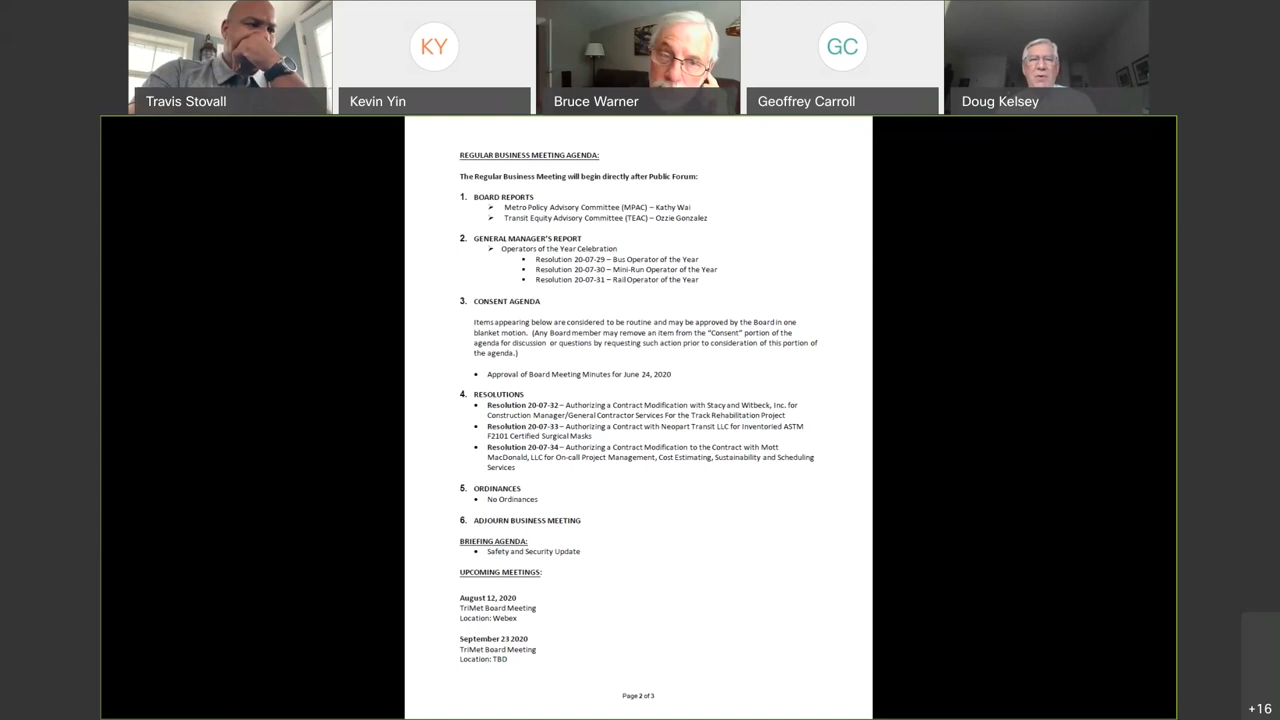 KY
GC
Travis Stovall
Kevin Yin
Bruce Warner
Geoffrey Carroll
Doug Kelsey
REGULAR BUSINESS MEETING AGENDA:
The Regular Business Meeting will begin directly after Public Forum:
1. BOARD REPORTS
➢ Metro Policy Advisory Committee (MPAC) – Kathy Wai
➢ Transit Equity Advisory Committee (TEAC) – Ozzie Gonzalez
2. GENERAL MANAGER'S REPORT
➢ Operators of the Year Celebration
• Resolution 20-07-29 – Bus Operator of the Year
• Resolution 20-07-30 – Mini-Run Operator of the Year
• Resolution 20-07-31 – Rail Operator of the Year
3. CONSENT AGENDA
Items appearing below are considered to be routine and may be approved by the Board in one
blanket motion. (Any Board member may remove an item from the "Consent" portion of the
agenda for discussion or questions by requesting such action prior to consideration of this portion of
the agenda.)
• Approval of Board Meeting Minutes for June 24, 2020
4. RESOLUTIONS
• Resolution 20-07-32 – Authorizing a Contract Modification with Stacy and Witbeck, Inc. for
Construction Manager/General Contractor Services For the Track Rehabilitation Project
• Resolution 20-07-33 – Authorizing a Contract with Neopart Transit LLC for Inventoried ASTM
F2101 Certified Surgical Masks
• Resolution 20-07-34 – Authorizing a Contract Modification to the Contract with Mott
MacDonald, LLC for On-call Project Management, Cost Estimating, Sustainability and Scheduling
Services
5. ORDINANCES
• No Ordinances
6. ADJOURN BUSINESS MEETING
BRIEFING AGENDA:
• Safety and Security Update
UPCOMING MEETINGS:
August 12, 2020
TriMet Board Meeting
Location: Webex
September 23 2020
TriMet Board Meeting
Location: TBD
Page 2 of 3
+16